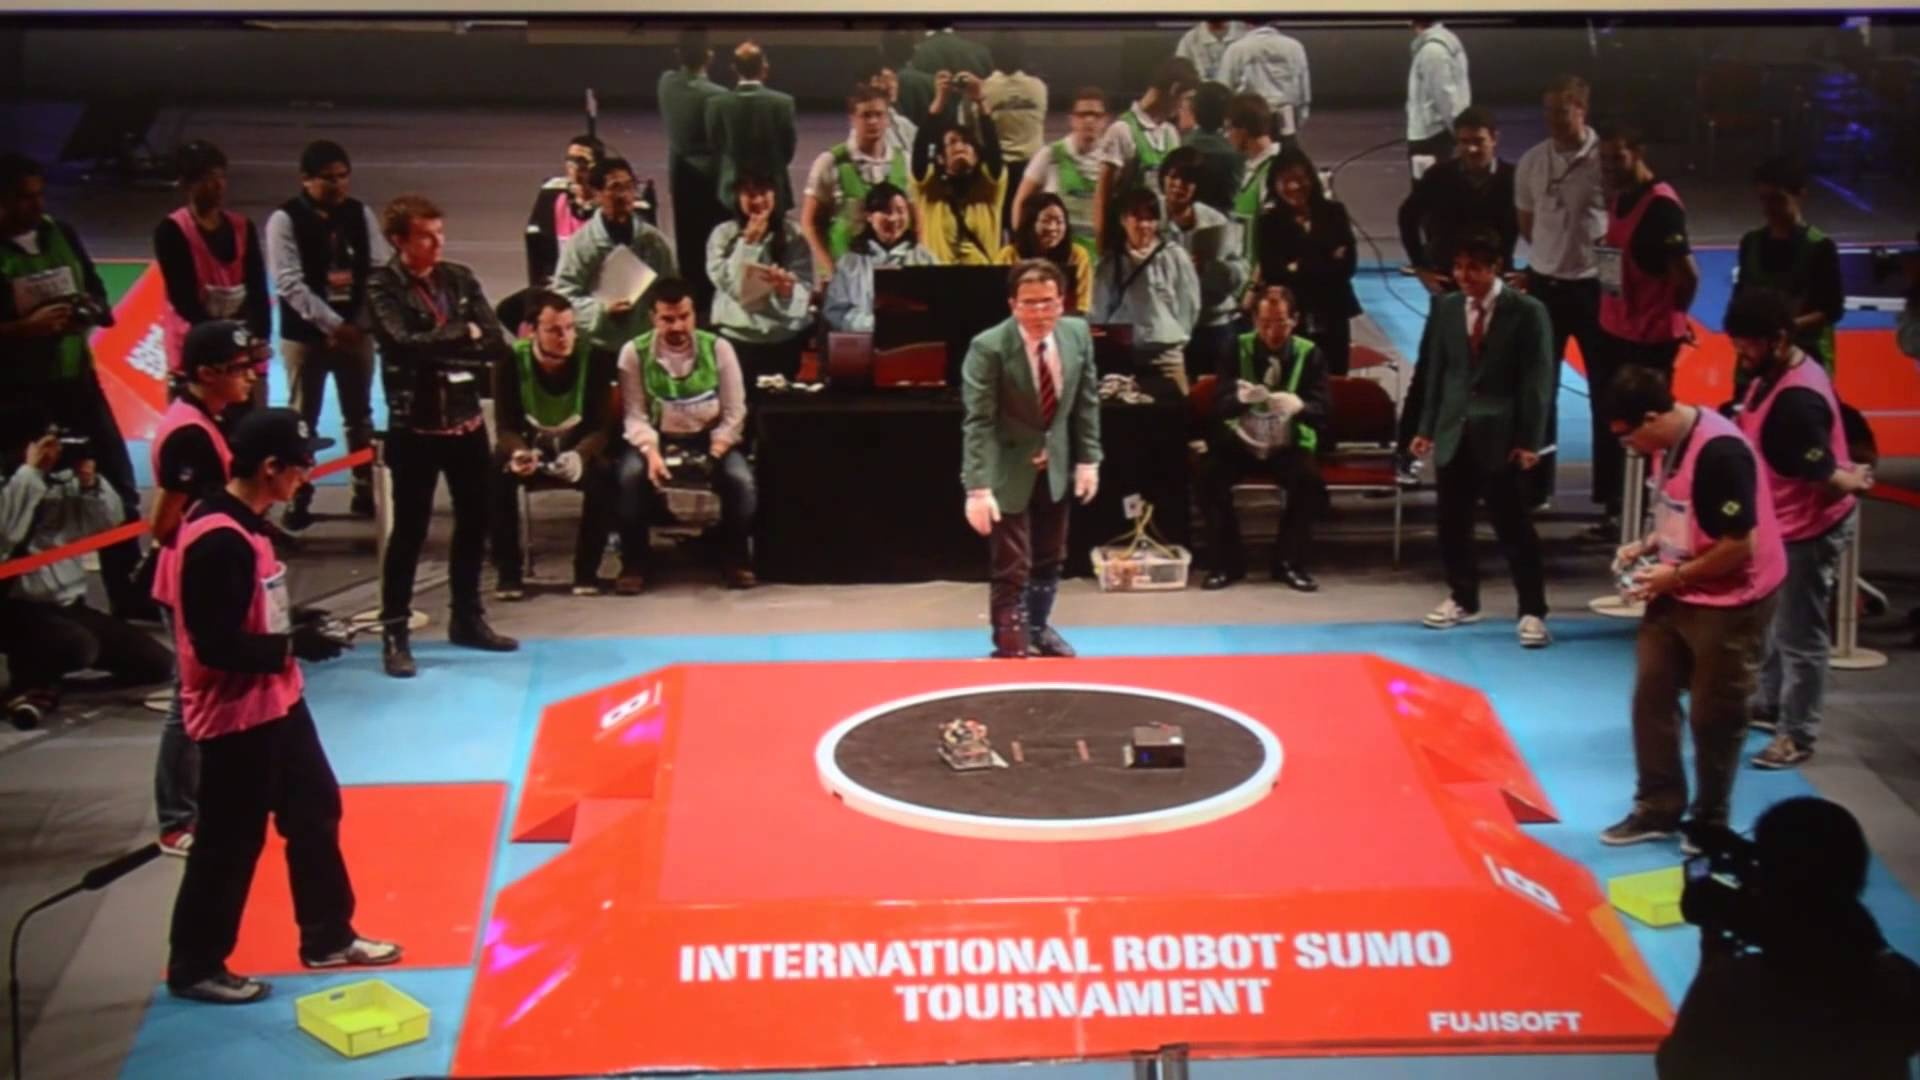 B
B
INTERNATIONAL ROBOT SUMO
TOURNAMENT
FUJISOFT